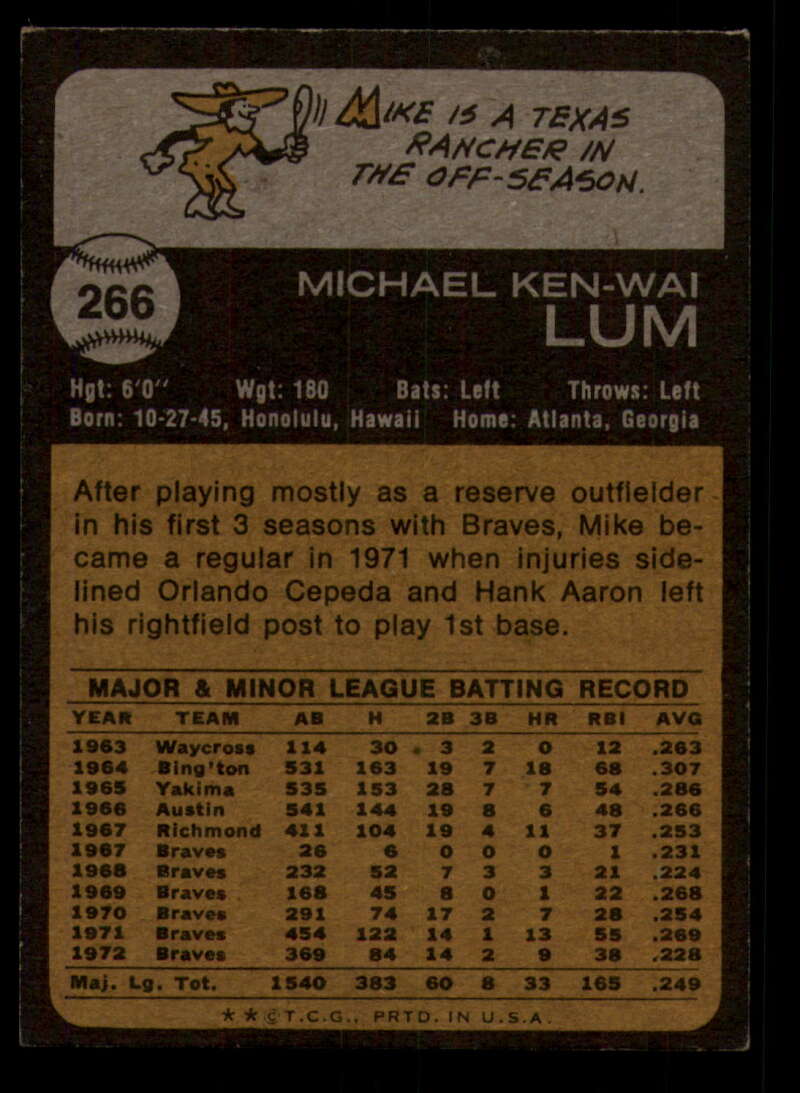 MIKE IS A TEXAS
RANCHER IN
THE OFF-SEASON.
266
MICHAEL KEN-WAI
LUM
Hgt: 6'0" Wgt: 180 Bats: Left Throws: Left
Born: 10-27-45, Honolulu, Hawaii Home: Atlanta, Georgia
After playing mostly as a reserve outfielder
in his first 3 seasons with Braves, Mike be-
came a regular in 1971 when injuries side-
lined Orlando Cepeda and Hank Aaron left
his rightfield post to play 1st base.
MAJOR & MINOR LEAGUE BATTING RECORD
YEAR TEAM AB H 2B 3B HR RBI AVG
1963 Waycross 114 30 3 2 0 12 .263
1964 Bing'ton 531 163 19 7 18 68 .307
1965 Yakima 535 153 28 7 7 54 .286
1966 Austin 541 144 19 8 6 48 .266
1967 Richmond 411 104 19 4 11 37 .253
1967 Braves 26 6 0 0 0 1 .231
1968 Braves 232 52 7 3 3 21 .224
1969 Braves 168 45 8 0 1 22 .268
1970 Braves 291 74 17 2 7 28 .254
1971 Braves 454 122 14 1 13 55 .269
1972 Braves 369 84 14 2 9 38 .228
Maj. Lg. Tot. 1540 383 60 8 33 165 .249
* * © T.C.G., PRTD. IN U.S.A.